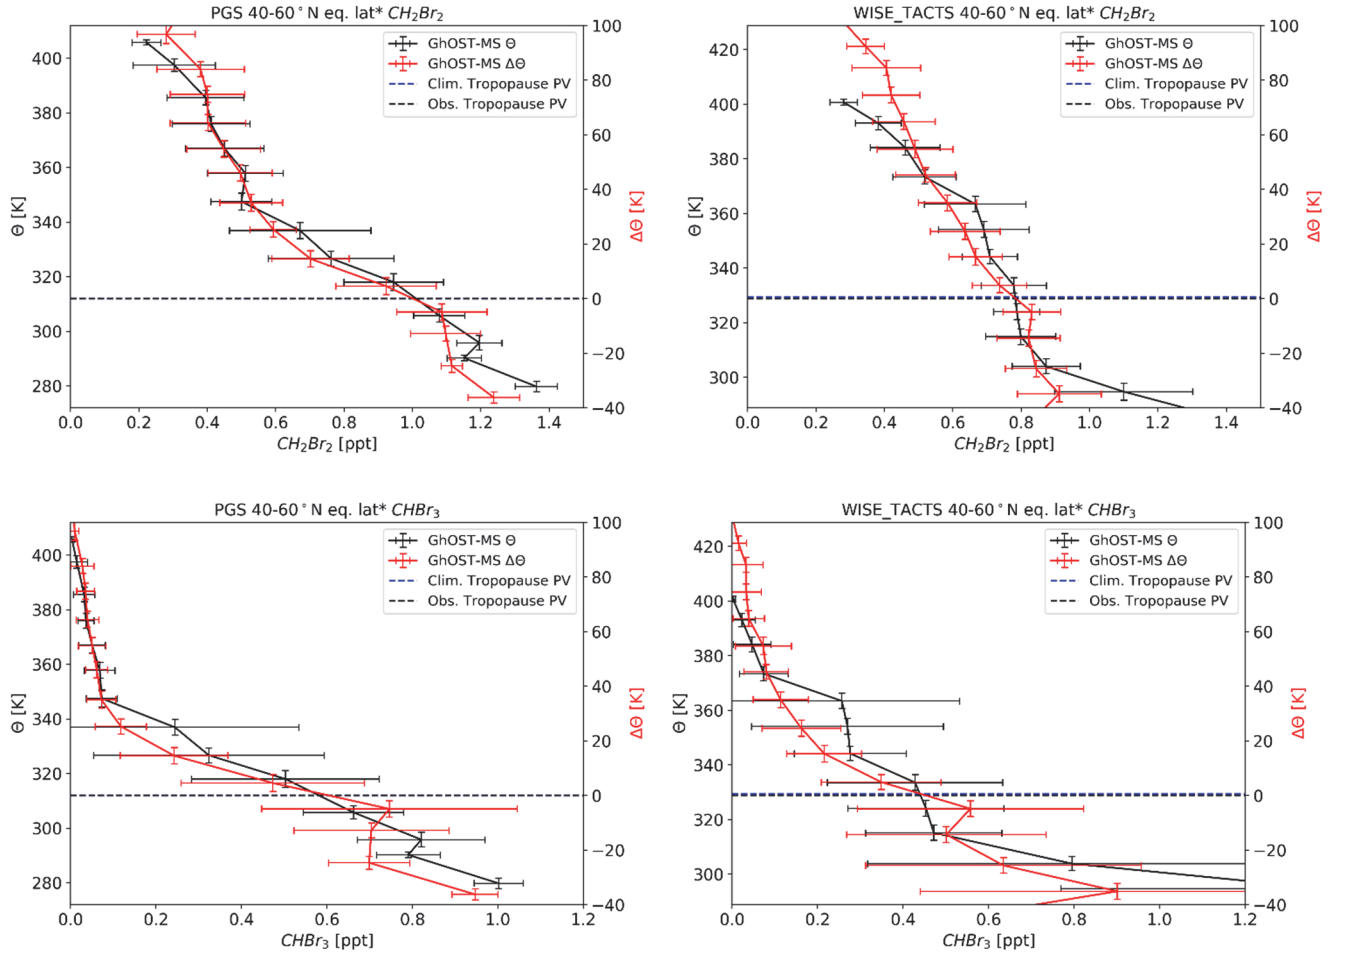 PGS 40-60°N eq. lat* CH₂Br₂
GhOST-MS Θ
GhOST-MS ΔΘ
Clim. Tropopause PV
Obs. Tropopause PV
400
380
360
340
320
300
280
Θ [K]
100
80
60
40
20
0
−20
−40
ΔΘ [K]
0.0 0.2 0.4 0.6 0.8 1.0 1.2 1.4
CH₂Br₂ [ppt]
WISE_TACTS 40-60°N eq. lat* CH₂Br₂
GhOST-MS Θ
GhOST-MS ΔΘ
Clim. Tropopause PV
Obs. Tropopause PV
420
400
380
360
340
320
300
Θ [K]
100
80
60
40
20
0
−20
−40
ΔΘ [K]
0.0 0.2 0.4 0.6 0.8 1.0 1.2 1.4
CH₂Br₂ [ppt]
PGS 40-60°N eq. lat* CHBr₃
GhOST-MS Θ
GhOST-MS ΔΘ
Clim. Tropopause PV
Obs. Tropopause PV
400
380
360
340
320
300
280
Θ [K]
100
80
60
40
20
0
−20
−40
ΔΘ [K]
0.0 0.2 0.4 0.6 0.8 1.0 1.2
CHBr₃ [ppt]
WISE_TACTS 40-60°N eq. lat* CHBr₃
GhOST-MS Θ
GhOST-MS ΔΘ
Clim. Tropopause PV
Obs. Tropopause PV
420
400
380
360
340
320
300
Θ [K]
100
80
60
40
20
0
−20
−40
ΔΘ [K]
0.0 0.2 0.4 0.6 0.8 1.0 1.2
CHBr₃ [ppt]